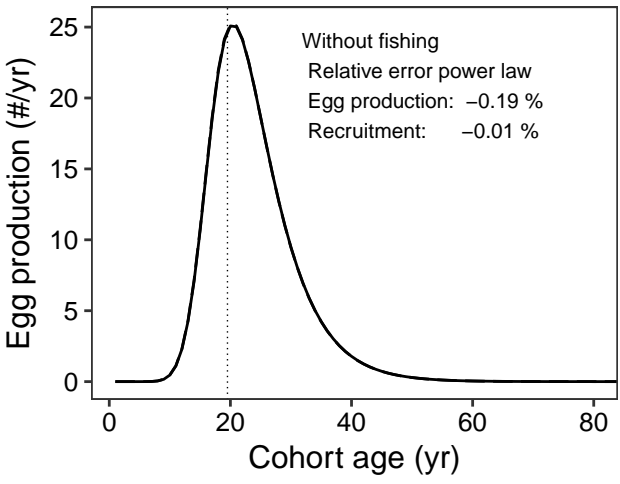 25
20
15
10
5
0
Egg production (#/yr)
Without fishing
Relative error power law
Egg production: −0.19 %
Recruitment: −0.01 %
0 20 40 60 80
Cohort age (yr)